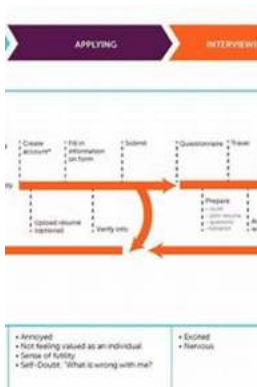 APPLYING
INTERVIEWI
Create
account*
Fill in
information
on form
Submit
Questionnaire
Travel
Upload resume
(optional)
Verify info
Prepare
• Annoyed
• Not feeling valued as an individual
• Sense of futility
• Self-Doubt: "What is wrong with me?"
• Excited
• Nervous